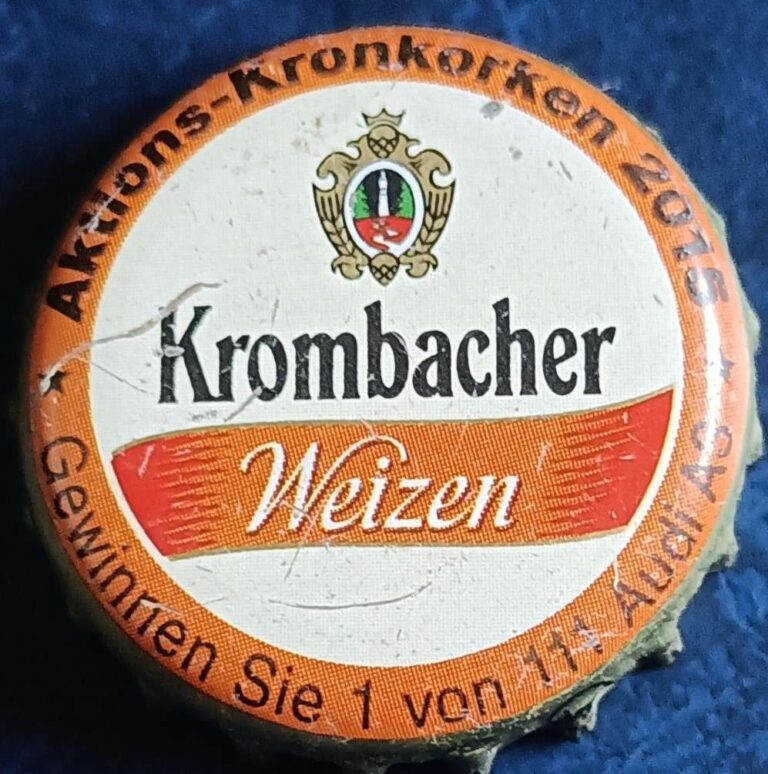 Aktions-Kronkorken 2015
Krombacher
Weizen
Gewinnen Sie 1 von 111 Audi A3